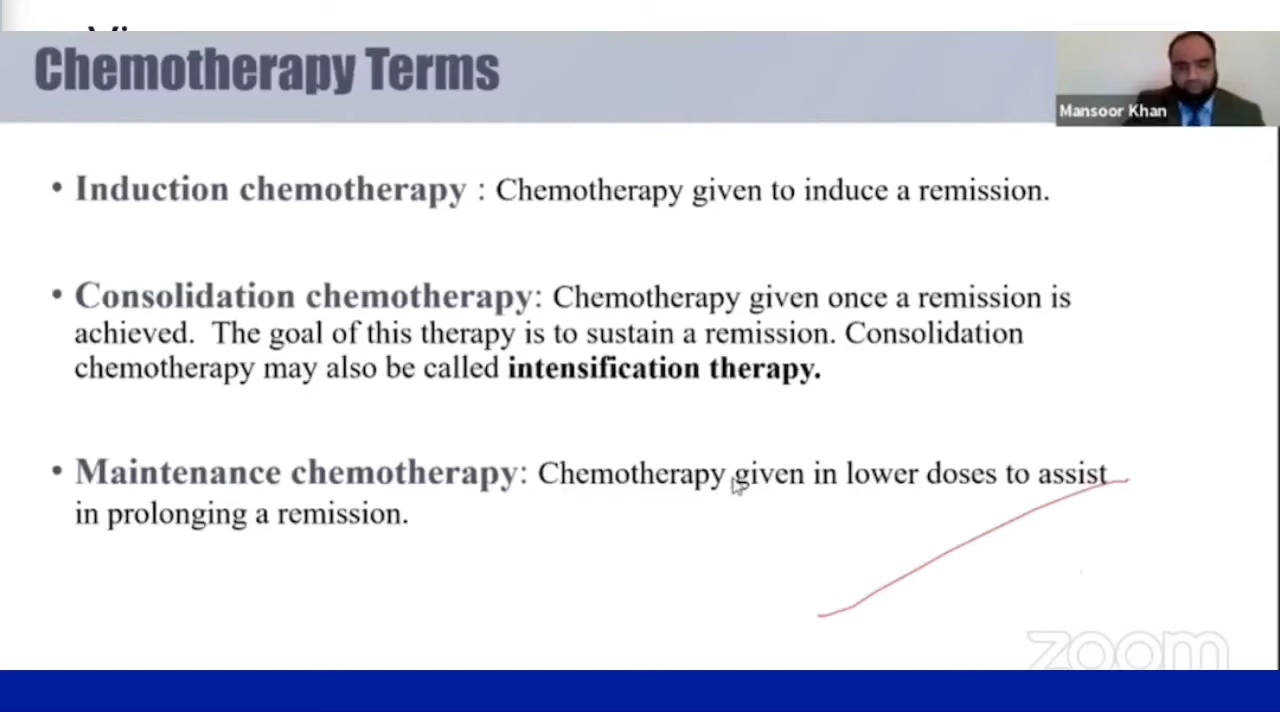 Chemotherapy Terms
Mansoor Khan
• Induction chemotherapy : Chemotherapy given to induce a remission.
• Consolidation chemotherapy: Chemotherapy given once a remission is
achieved. The goal of this therapy is to sustain a remission. Consolidation
chemotherapy may also be called intensification therapy.
• Maintenance chemotherapy: Chemotherapy given in lower doses to assist
in prolonging a remission.
zoom